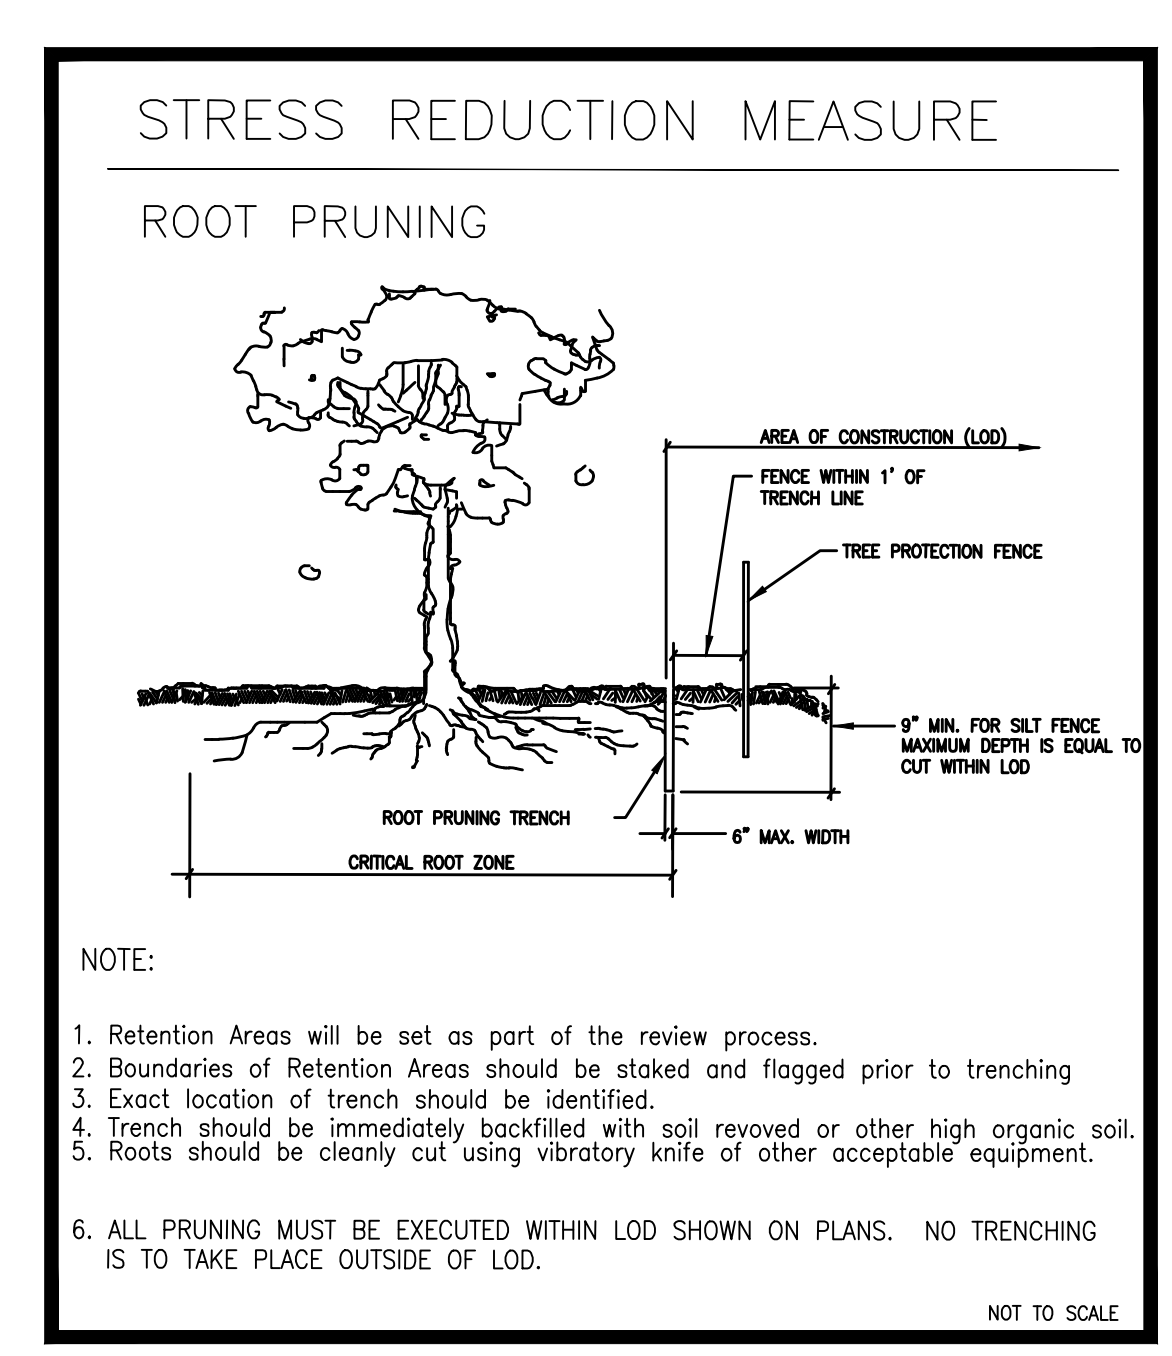 STRESS REDUCTION MEASURE
ROOT PRUNING
AREA OF CONSTRUCTION (LOD)
FENCE WITHIN 1' OF
TRENCH LINE
TREE PROTECTION FENCE
9" MIN. FOR SILT FENCE
MAXIMUM DEPTH IS EQUAL TO
CUT WITHIN LOD
ROOT PRUNING TRENCH
6" MAX. WIDTH
CRITICAL ROOT ZONE
NOTE:
1. Retention Areas will be set as part of the review process.
2. Boundaries of Retention Areas should be staked and flagged prior to trenching
3. Exact location of trench should be identified.
4. Trench should be immediately backfilled with soil revoved or other high organic soil.
5. Roots should be cleanly cut using vibratory knife of other acceptable equipment.
6. ALL PRUNING MUST BE EXECUTED WITHIN LOD SHOWN ON PLANS. NO TRENCHING
IS TO TAKE PLACE OUTSIDE OF LOD.
NOT TO SCALE